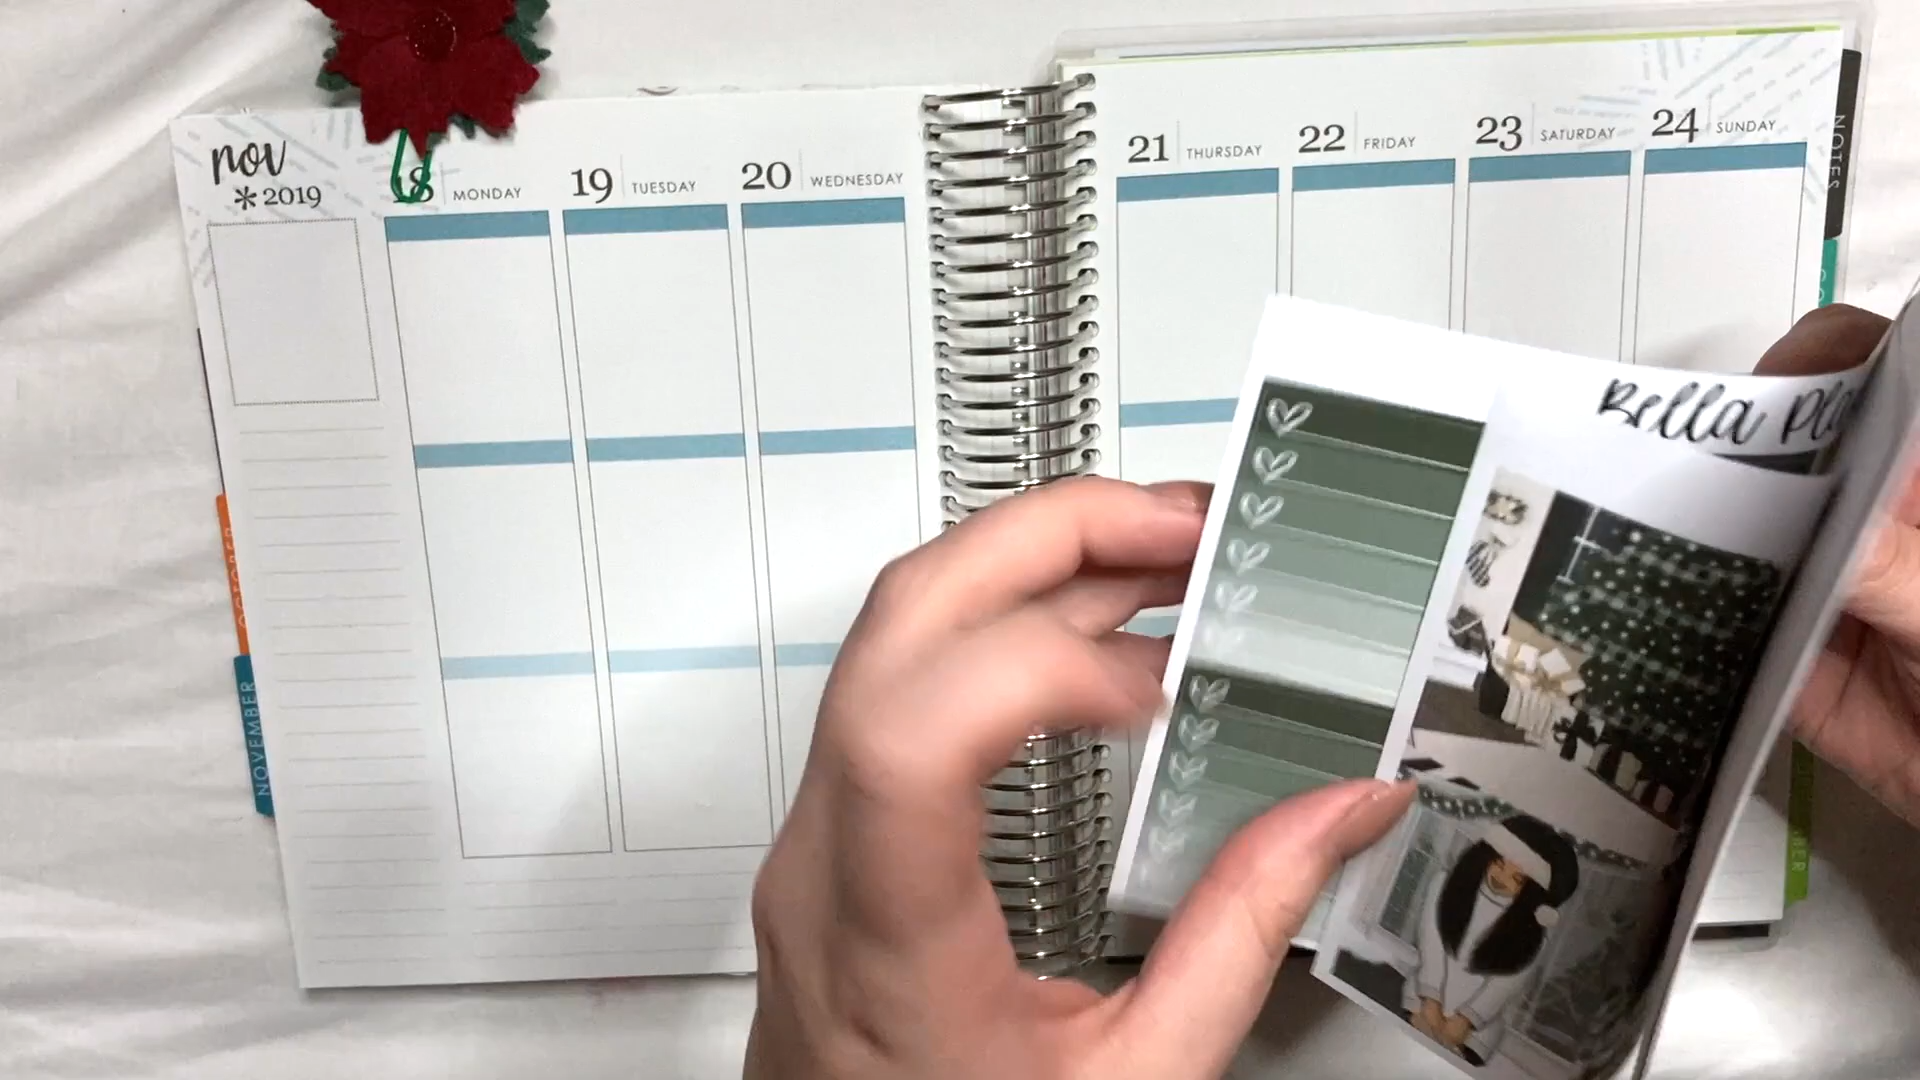 nov
*2019
18 MONDAY
19 TUESDAY
20 WEDNESDAY
21 THURSDAY
22 FRIDAY
23 SATURDAY
24 SUNDAY
NOTES
OCTOBER
NOVEMBER
Bella